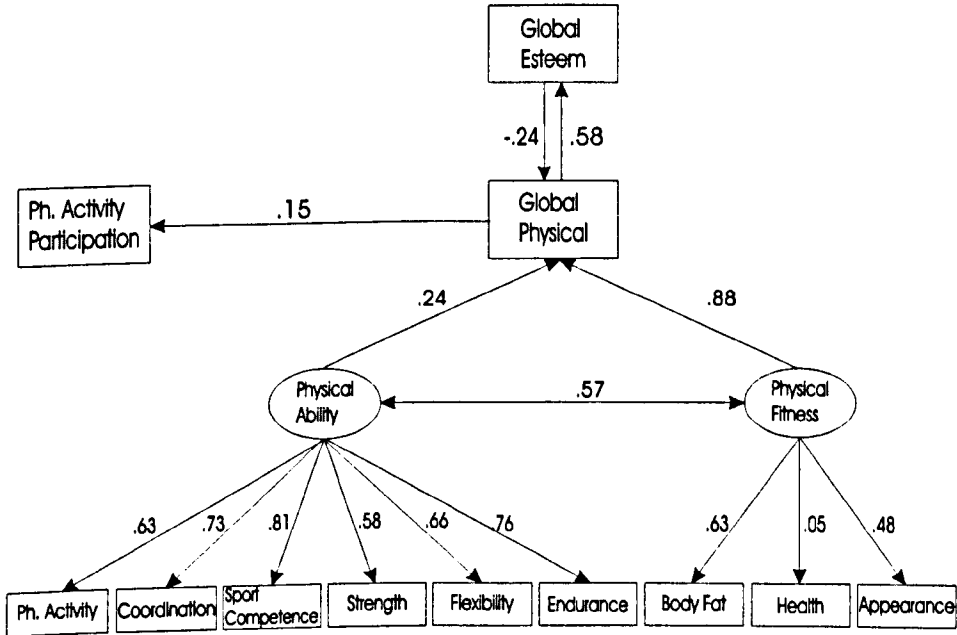 Global
Esteem
-.24
.58
Ph. Activity
Participation
.15
Global
Physical
.24
.88
Physical
Ability
.57
Physical
Fitness
.63
.73
.81
.58
.66
.76
.63
.05
.48
Ph. Activity
Coordination
Sport
Competence
Strength
Flexibility
Endurance
Body Fat
Health
Appearance